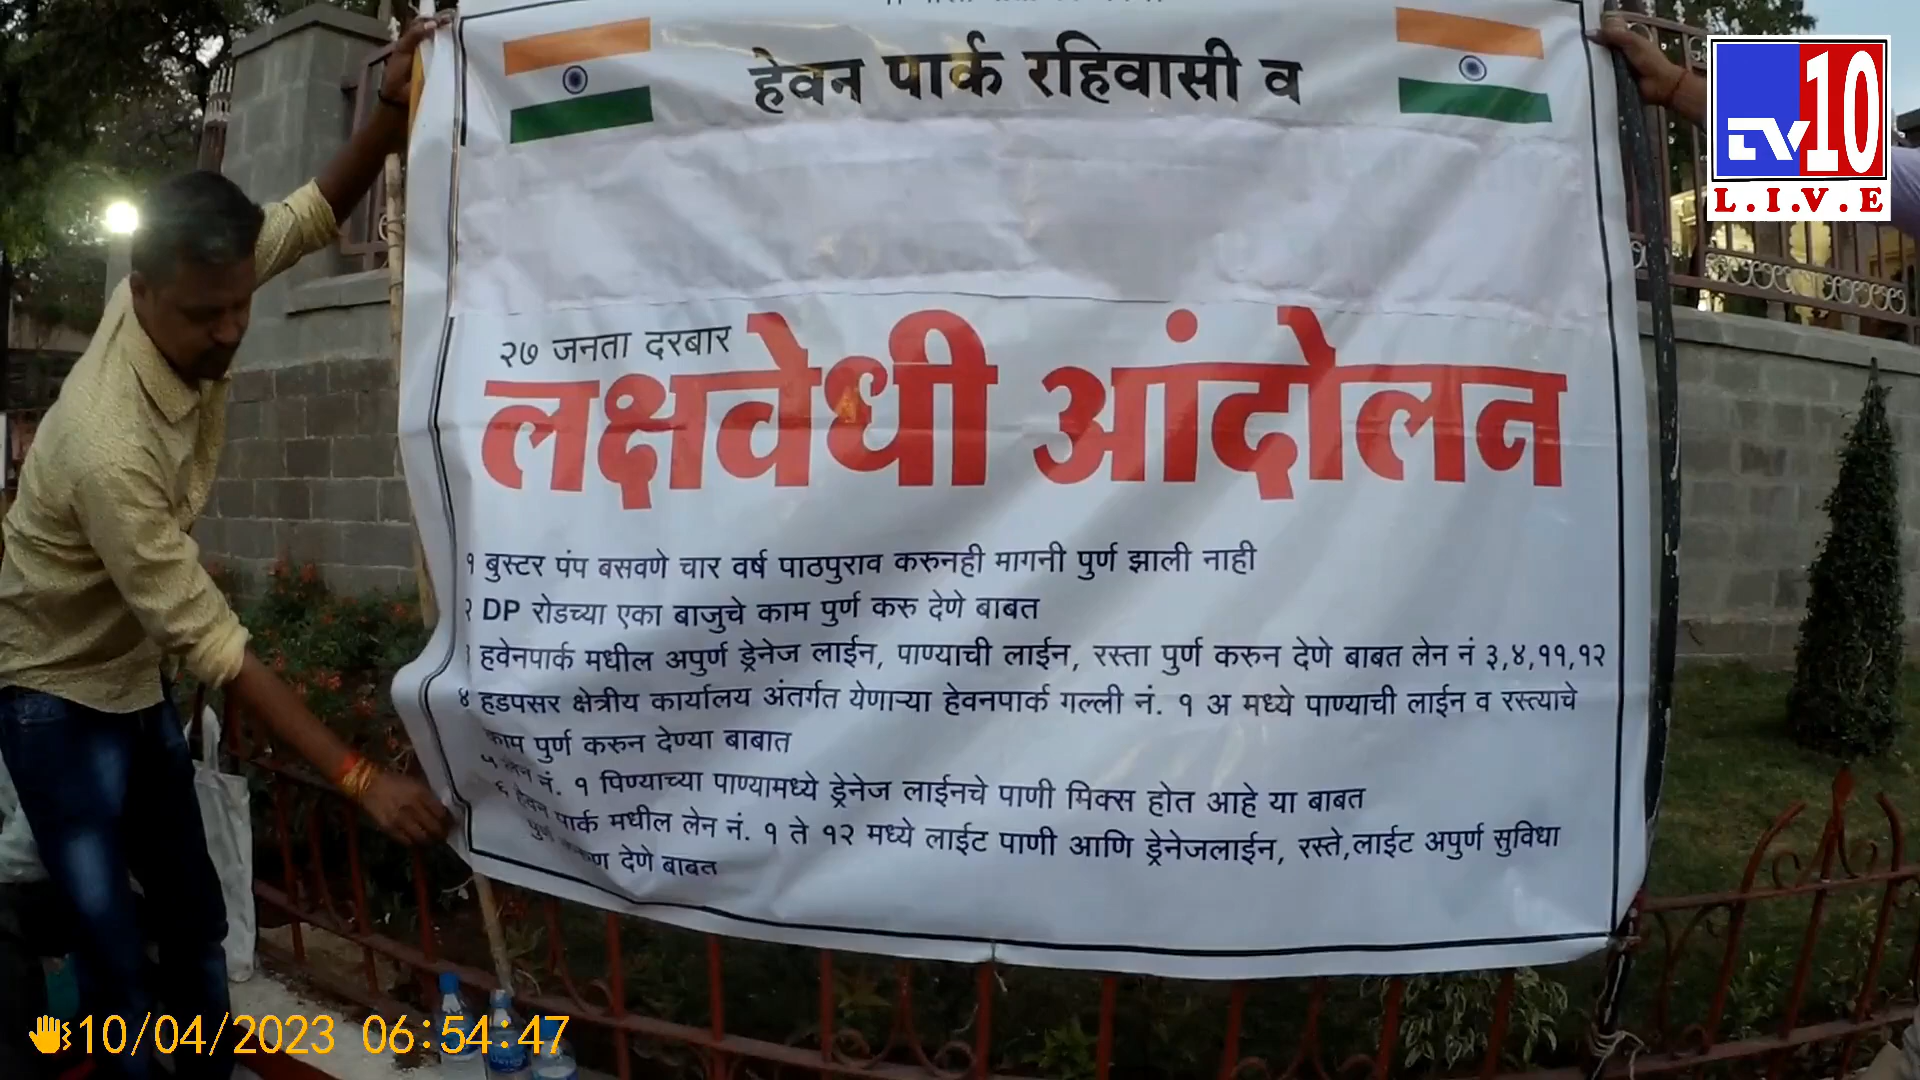 हेवन पार्क रहिवासी व
TV10
L.I.V.E
२७ जनता दरबार
लक्षवेधी आंदोलन
१ बुस्टर पंप बसवणे चार वर्ष पाठपुराव करुनही मागनी पुर्ण झाली नाही
२ DP रोडच्या एका बाजुचे काम पुर्ण करु देणे बाबत
हवेनपार्क मधील अपुर्ण ड्रेनेज लाईन, पाण्याची लाईन, रस्ता पुर्ण करुन देणे बाबत लेन नं ३,४,११,१२
४ हडपसर क्षेत्रीय कार्यालय अंतर्गत येणाऱ्या हेवनपार्क गल्ली नं. १ अ मध्ये पाण्याची लाईन व रस्त्याचे
काम पुर्ण करुन देण्या बाबात
५ लेन नं. १ पिण्याच्या पाण्यामध्ये ड्रेनेज लाईनचे पाणी मिक्स होत आहे या बाबत
६ हेवन पार्क मधील लेन नं. १ ते १२ मध्ये लाईट पाणी आणि ड्रेनेजलाईन, रस्ते,लाईट अपुर्ण सुविधा
पुर्ण देणे बाबत
10/04/2023 06:54:47